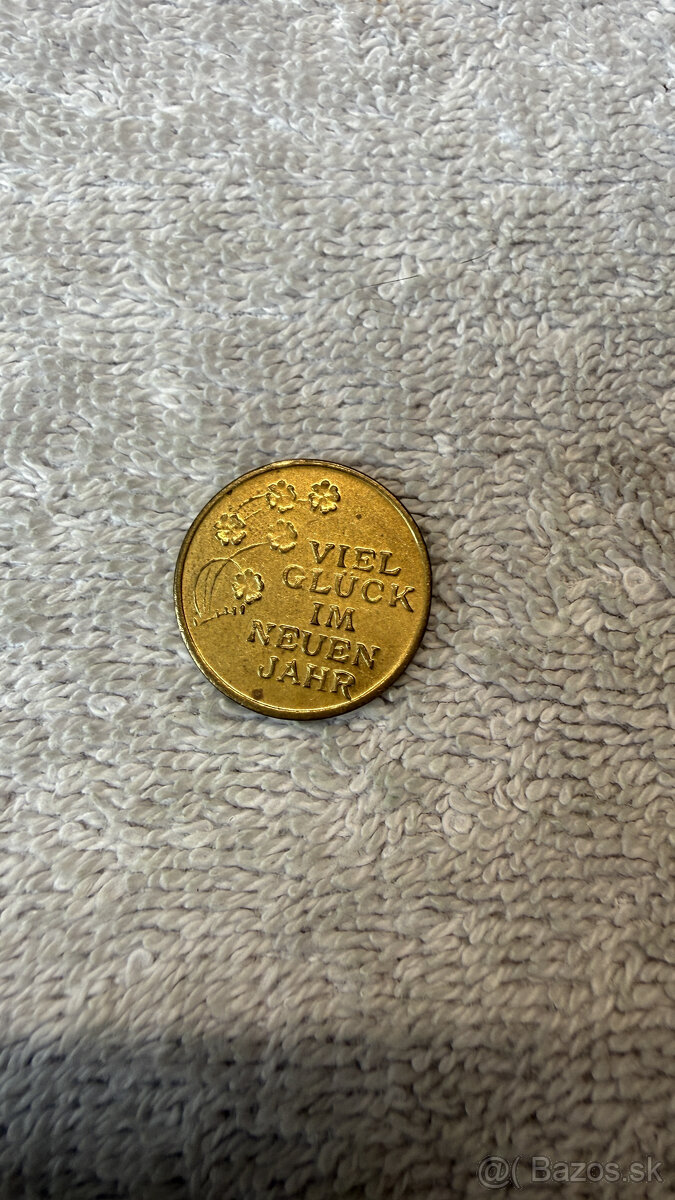 VIEL
GLÜCK
IM
NEUEN
JAHR
@( Bazos.sk